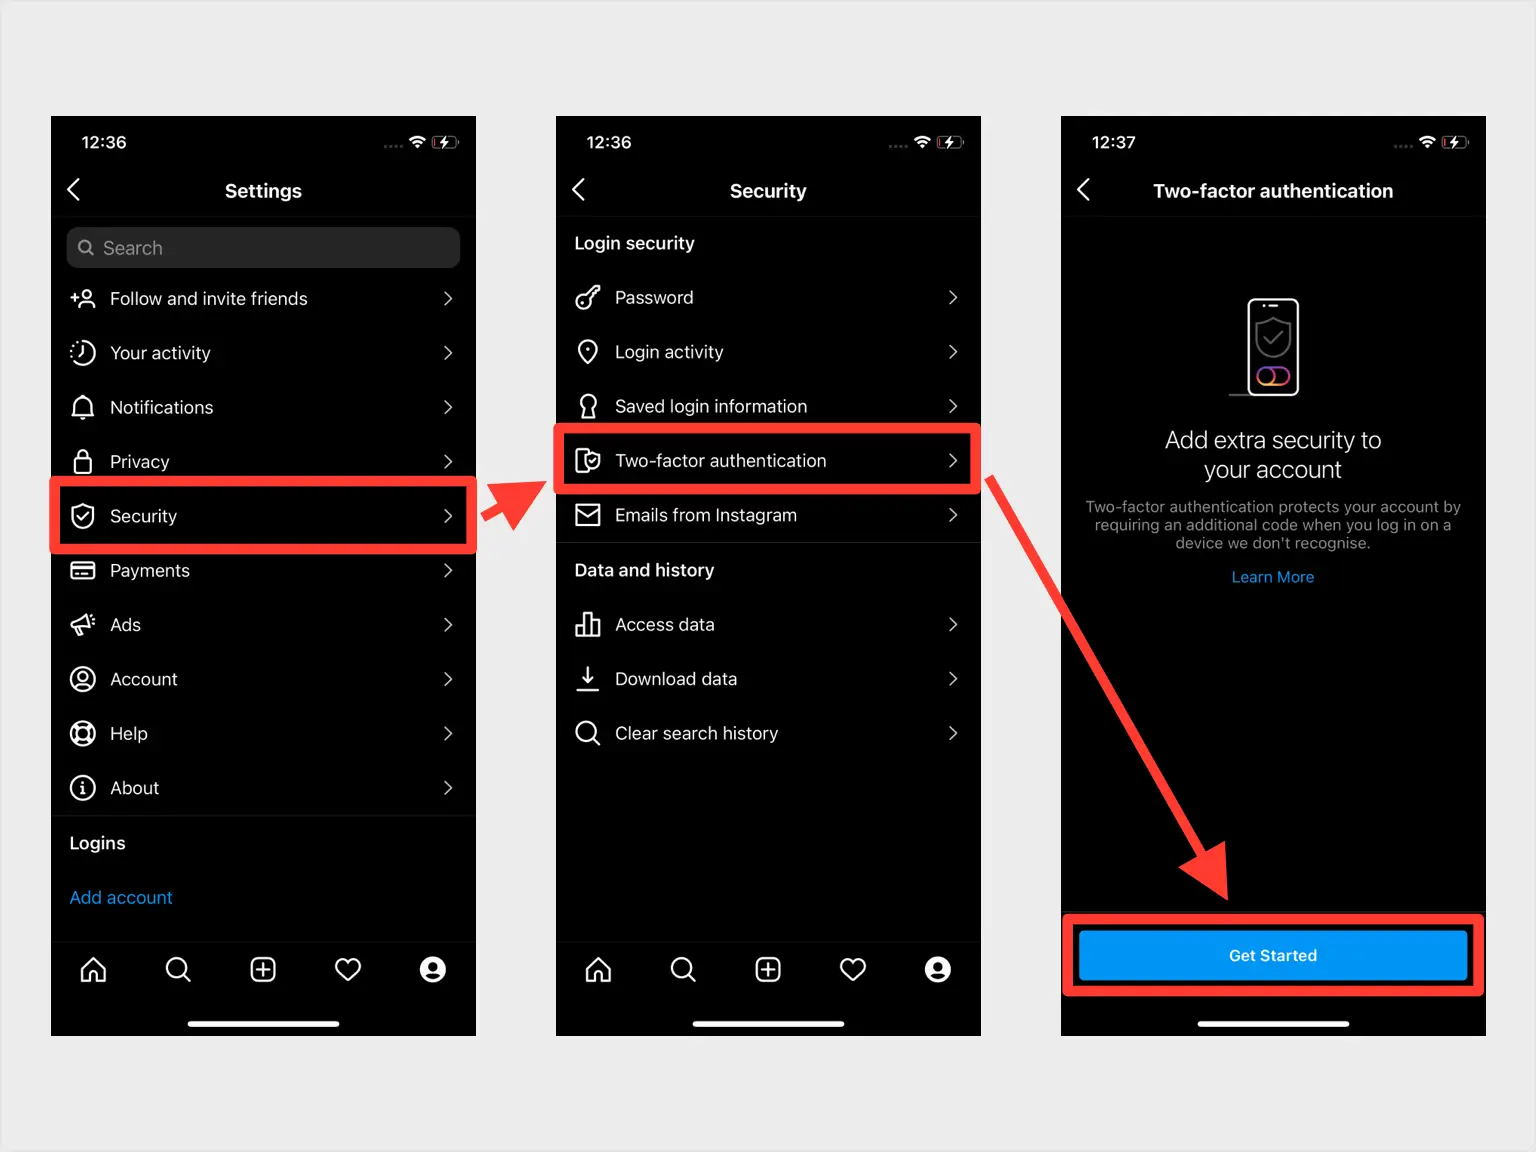 12:36
Settings
Search
Follow and invite friends
Your activity
Notifications
Privacy
Security
Payments
Ads
Account
Help
About
Logins
Add account
12:36
Security
Login security
Password
Login activity
Saved login information
Two-factor authentication
Emails from Instagram
Data and history
Access data
Download data
Clear search history
12:37
Two-factor authentication
Add extra security to
your account
Two-factor authentication protects your account by
requiring an additional code when you log in on a
device we don't recognise.
Learn More
Get Started